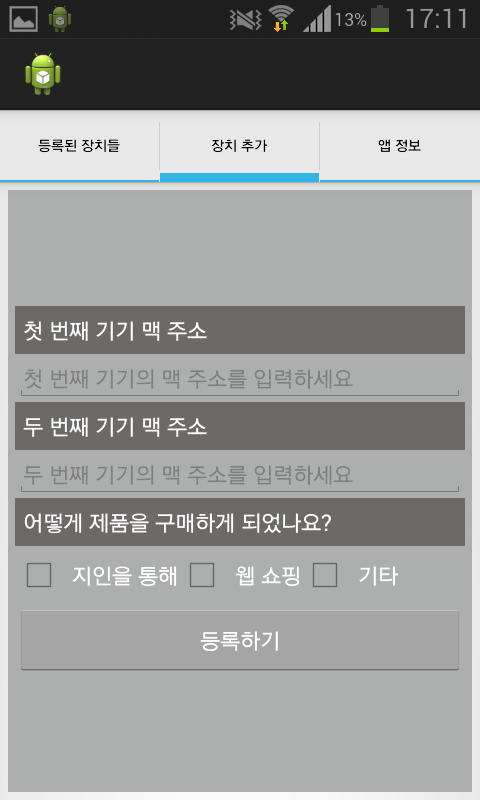 13% 17:11
등록된 장치들 장치 추가 앱 정보
첫 번째 기기 맥 주소
첫 번째 기기의 맥 주소를 입력하세요
두 번째 기기 맥 주소
두 번째 기기의 맥 주소를 입력하세요
어떻게 제품을 구매하게 되었나요?
지인을 통해 웹 쇼핑 기타
등록하기